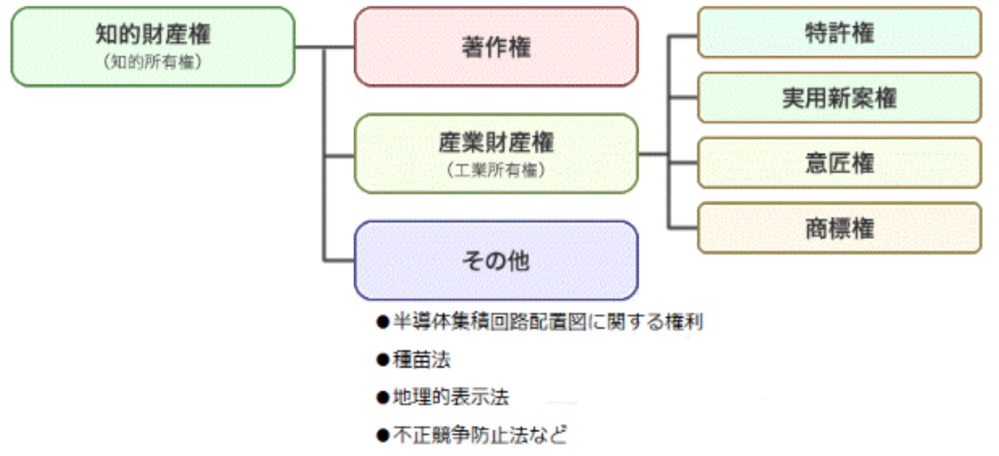 知的財産権
（知的所有権）
著作権
産業財産権
（工業所有権）
その他
●半導体集積回路配置図に関する権利
●種苗法
●地理的表示法
●不正競争防止法など
特許権
実用新案権
意匠権
商標権